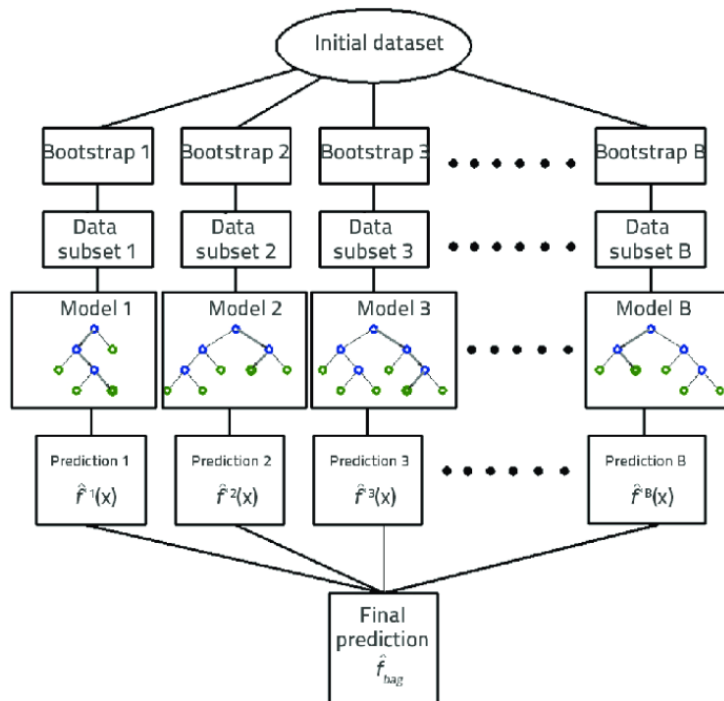 Initial dataset
Bootstrap 1
Bootstrap 2
Bootstrap 3
Bootstrap B
Data
subset 1
Data
subset 2
Data
subset 3
Data
subset B
Model 1
Model 2
Model 3
Model B
Prediction 1
f̂¹(x)
Prediction 2
f̂²(x)
Prediction 3
f̂³(x)
Prediction B
f̂ᴮ(x)
Final
prediction
f̂_bag